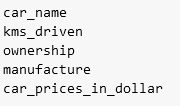 car_name
kms_driven
ownership
manufacture
car_prices_in_dollar